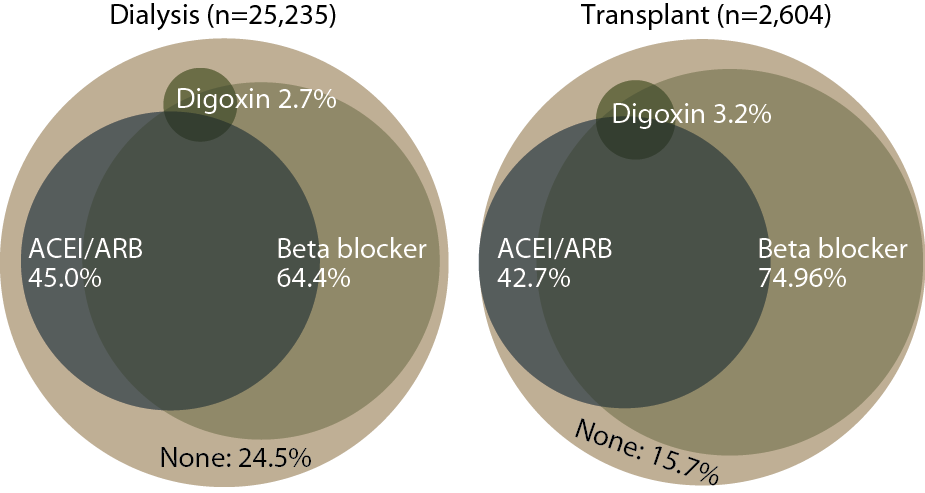 Dialysis (n=25,235)
Digoxin 2.7%
ACEI/ARB
45.0%
Beta blocker
64.4%
None: 24.5%
Transplant (n=2,604)
Digoxin 3.2%
ACEI/ARB
42.7%
Beta blocker
74.96%
None: 15.7%